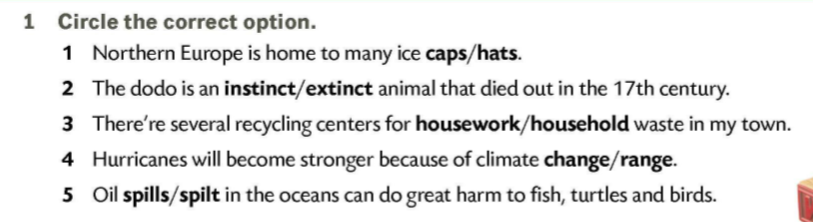 1 Circle the correct option.
1 Northern Europe is home to many ice caps/hats.
2 The dodo is an instinct/extinct animal that died out in the 17th century.
3 There're several recycling centers for housework/household waste in my town.
4 Hurricanes will become stronger because of climate change/range.
5 Oil spills/spilt in the oceans can do great harm to fish, turtles and birds.